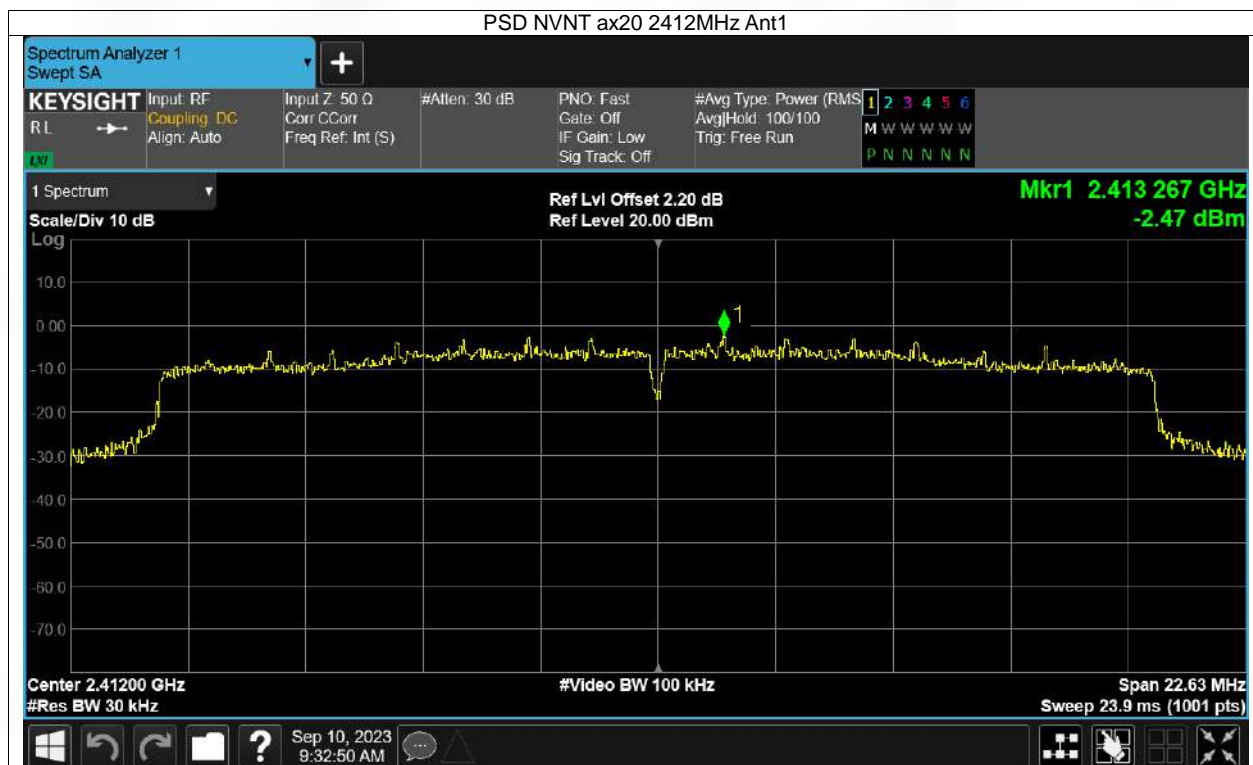 PSD NVNT ax20 2412MHz Ant1
Spectrum Analyzer 1
Swept SA
KEYSIGHT
RL
LXI
Input: RF
Coupling: DC
Align: Auto
Input Z: 50 Ω
Corr CCorr
Freq Ref: Int (S)
#Atten: 30 dB
PNO: Fast
Gate: Off
IF Gain: Low
Sig Track: Off
#Avg Type: Power (RMS
Avg|Hold: 100/100
Trig: Free Run
1 2 3 4 5 6
M W W W W W
P N N N N N
1 Spectrum
Scale/Div 10 dB
Log
Ref Lvl Offset 2.20 dB
Ref Level 20.00 dBm
Mkr1 2.413 267 GHz
-2.47 dBm
10.0
0.00
-10.0
-20.0
-30.0
-40.0
-50.0
-60.0
-70.0
1
Center 2.41200 GHz
#Res BW 30 kHz
#Video BW 100 kHz
Span 22.63 MHz
Sweep 23.9 ms (1001 pts)
?
Sep 10, 2023
9:32:50 AM